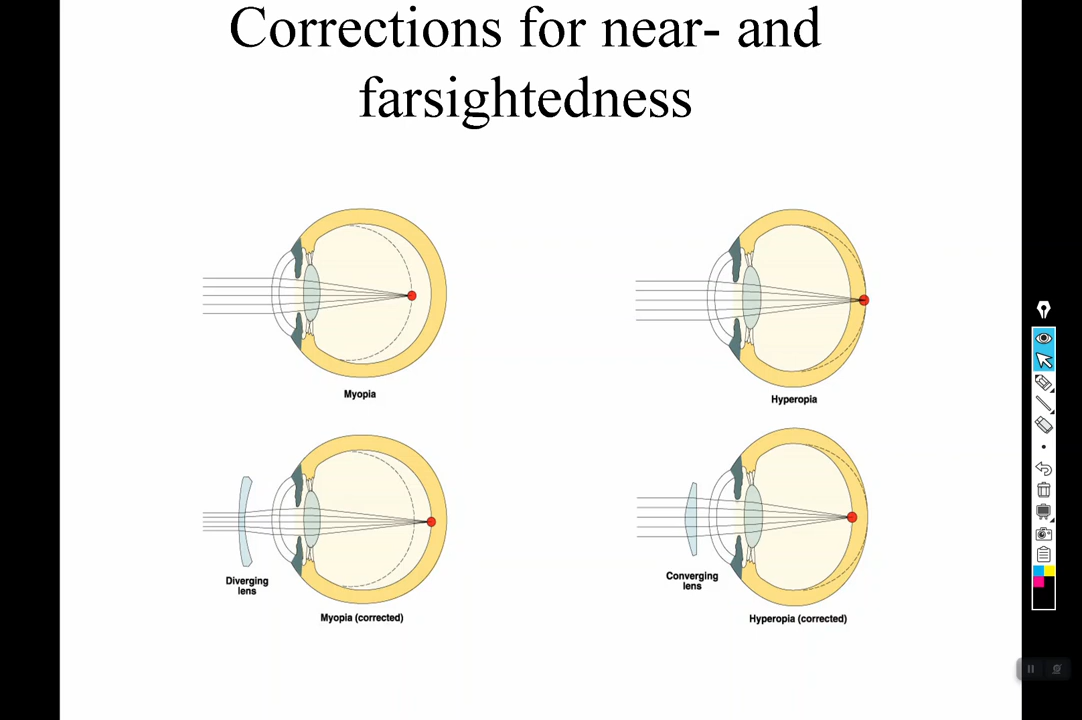 Corrections for near- and
farsightedness
Myopia
Hyperopia
Diverging
lens
Myopia (corrected)
Converging
lens
Hyperopia (corrected)